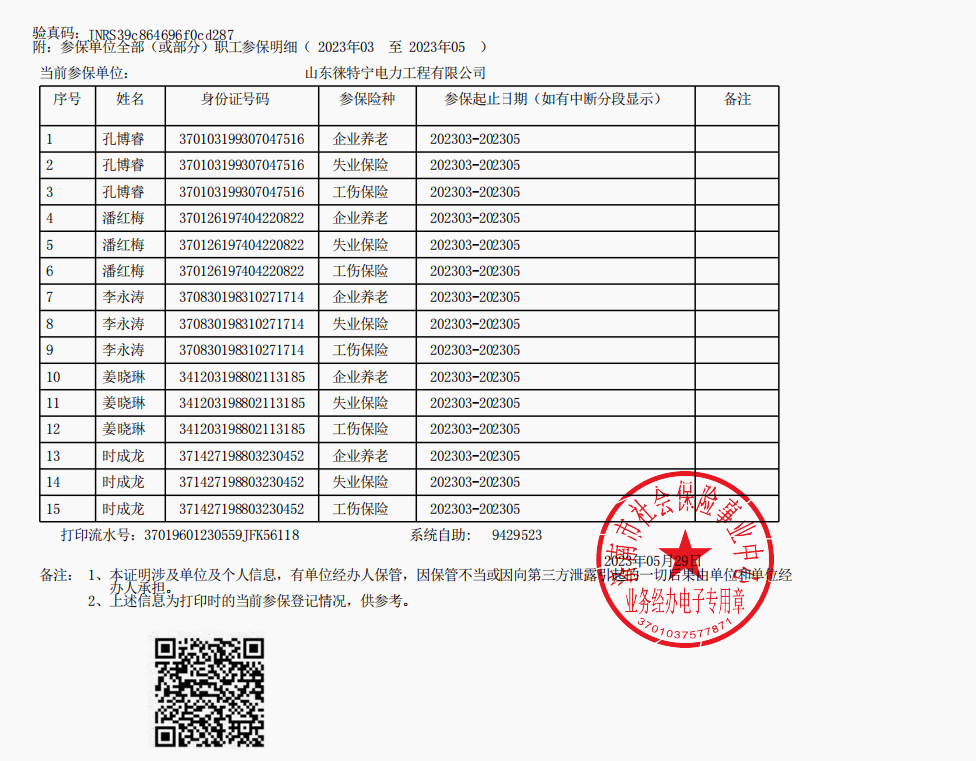 验真码：JNRS39c864696f0cd287
附：参保单位全部（或部分）职工参保明细（ 2023年03 至 2023年05 ）
当前参保单位： 山东徕特宁电力工程有限公司
序号 姓名 身份证号码 参保险种 参保起止日期（如有中断分段显示） 备注
1 孔博睿 370103199307047516 企业养老 202303-202305
2 孔博睿 370103199307047516 失业保险 202303-202305
3 孔博睿 370103199307047516 工伤保险 202303-202305
4 潘红梅 370126197404220822 企业养老 202303-202305
5 潘红梅 370126197404220822 失业保险 202303-202305
6 潘红梅 370126197404220822 工伤保险 202303-202305
7 李永涛 370830198310271714 企业养老 202303-202305
8 李永涛 370830198310271714 失业保险 202303-202305
9 李永涛 370830198310271714 工伤保险 202303-202305
10 姜晓琳 341203198802113185 企业养老 202303-202305
11 姜晓琳 341203198802113185 失业保险 202303-202305
12 姜晓琳 341203198802113185 工伤保险 202303-202305
13 时成龙 371427198803230452 企业养老 202303-202305
14 时成龙 371427198803230452 失业保险 202303-202305
15 时成龙 371427198803230452 工伤保险 202303-202305
打印流水号：37019601230559JFK56118 系统自助： 9429523
济南市社会保险事业中心
2023年05月29日
备注： 1、本证明涉及单位及个人信息，有单位经办人保管，因保管不当或因向第三方泄露引起的一切后果由单位和单位经
办人承担。
2、上述信息为打印时的当前参保登记情况，供参考。
业务经办电子专用章
3701037577871